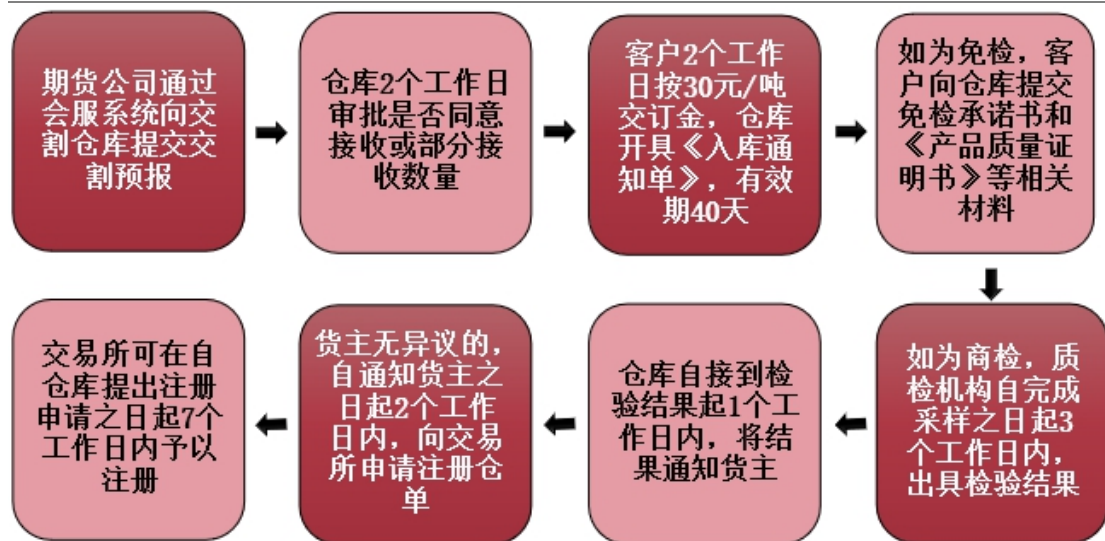 期货公司通过
会服系统向交
割仓库提交交
割预报
仓库2个工作日
审批是否同意
接收或部分接
收数量
客户2个工作
日按30元/吨
交订金，仓库
开具《入库通
知单》，有效
期40天
如为免检，客
户向仓库提交
免检承诺书和
《产品质量证
明书》等相关
材料
如为商检，质
检机构自完成
采样之日起3
个工作日内，
出具检验结果
仓库自接到检
验结果起1个工
作日内，将结
果通知货主
货主无异议的，
自通知货主之
日起2个工作
日内，向交易
所申请注册仓
单
交易所可在自
仓库提出注册
申请之日起7个
工作日内予以
注册